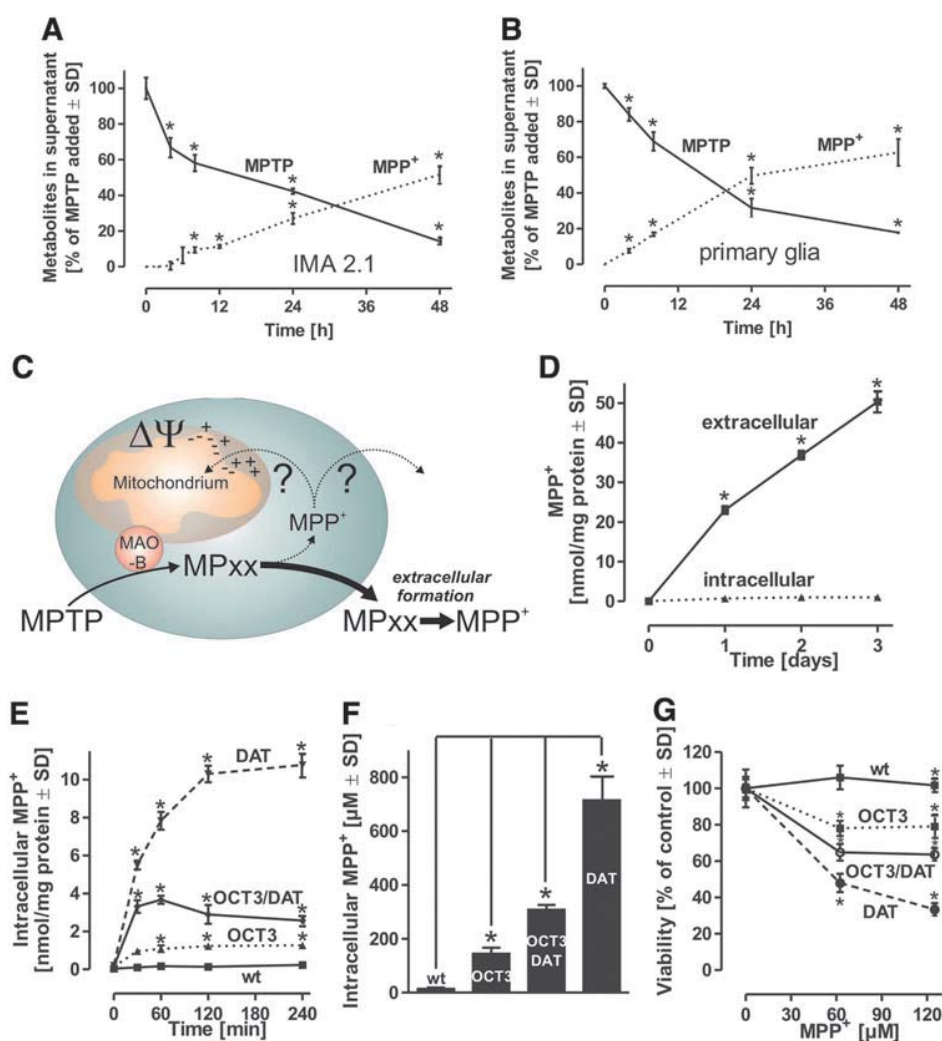 A
Metabolites in supernatant
[% of MPTP added ± SD]
100
80
60
40
20
0
MPTP
MPP+
IMA 2.1
0
12
24
36
48
Time [h]
B
Metabolites in supernatant
[% of MPTP added ± SD]
100
80
60
40
20
0
MPTP
MPP+
primary glia
0
12
24
36
48
Time [h]
C
ΔΨ
Mitochondrium
?
?
MPP+
MAO
-B
MPxx
MPTP
extracellular
formation
MPxx
MPP+
D
MPP+
[nmol/mg protein ± SD]
50
40
30
20
10
0
extracellular
intracellular
0
1
2
3
Time [days]
E
Intracellular MPP+
[nmol/mg protein ± SD]
10
8
6
4
2
0
DAT
OCT3/DAT
OCT3
wt
0
60
120
180
240
Time [min]
F
Intracellular MPP+ [µM ± SD]
800
600
400
200
0
wt
OCT3
OCT3
DAT
DAT
G
Viability [% of control ± SD]
120
100
80
60
40
20
0
wt
OCT3
OCT3/DAT
DAT
0
30
60
90
120
MPP+ [µM]